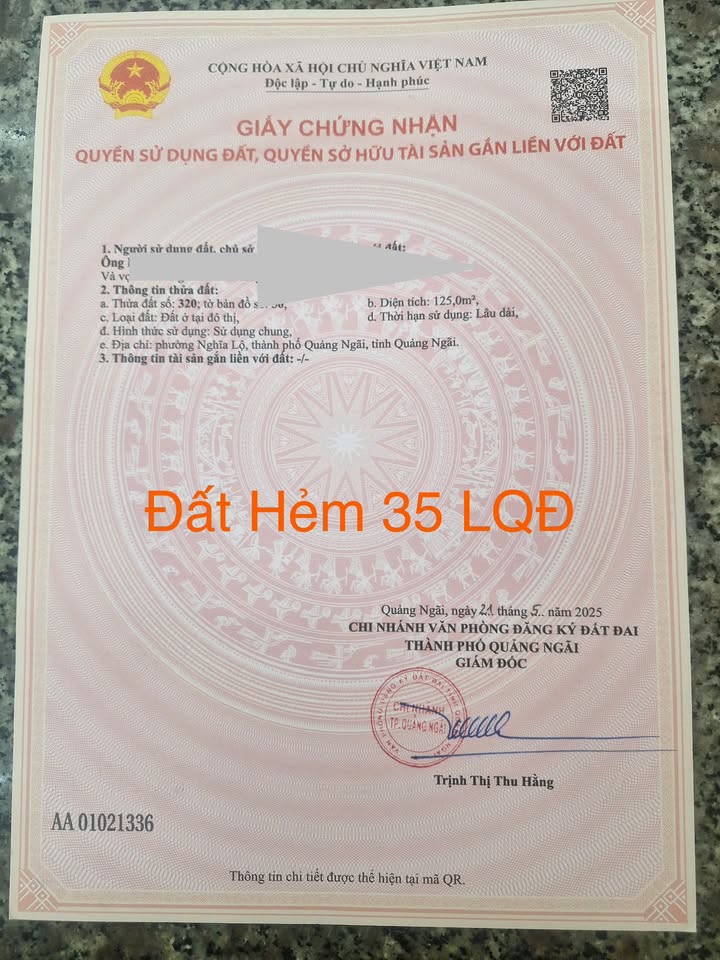 CỘNG HÒA XÃ HỘI CHỦ NGHĨA VIỆT NAM
Độc lập - Tự do - Hạnh phúc
GIẤY CHỨNG NHẬN
QUYỀN SỬ DỤNG ĐẤT, QUYỀN SỞ HỮU TÀI SẢN GẮN LIỀN VỚI ĐẤT
1. Người sử dụng đất, chủ sở đất:
Ông
Và vợ
2. Thông tin thửa đất:
a. Thửa đất số: 320; tờ bản đồ b. Diện tích: 125,0m²,
c. Loại đất: Đất ở tại đô thị, d. Thời hạn sử dụng: Lâu dài,
đ. Hình thức sử dụng: Sử dụng chung,
e. Địa chỉ: phường Nghĩa Lộ, thành phố Quảng Ngãi, tỉnh Quảng Ngãi.
3. Thông tin tài sản gắn liền với đất: -/-
Đất Hẻm 35 LQĐ
Quảng Ngãi, ngày 21 tháng 5 năm 2025
CHI NHÁNH VĂN PHÒNG ĐĂNG KÝ ĐẤT ĐAI
THÀNH PHỐ QUẢNG NGÃI
GIÁM ĐỐC
CHI NHÁNH
TP.QUẢNG NGÃI
Trịnh Thị Thu Hằng
AA 01021336
Thông tin chi tiết được thể hiện tại mã QR.